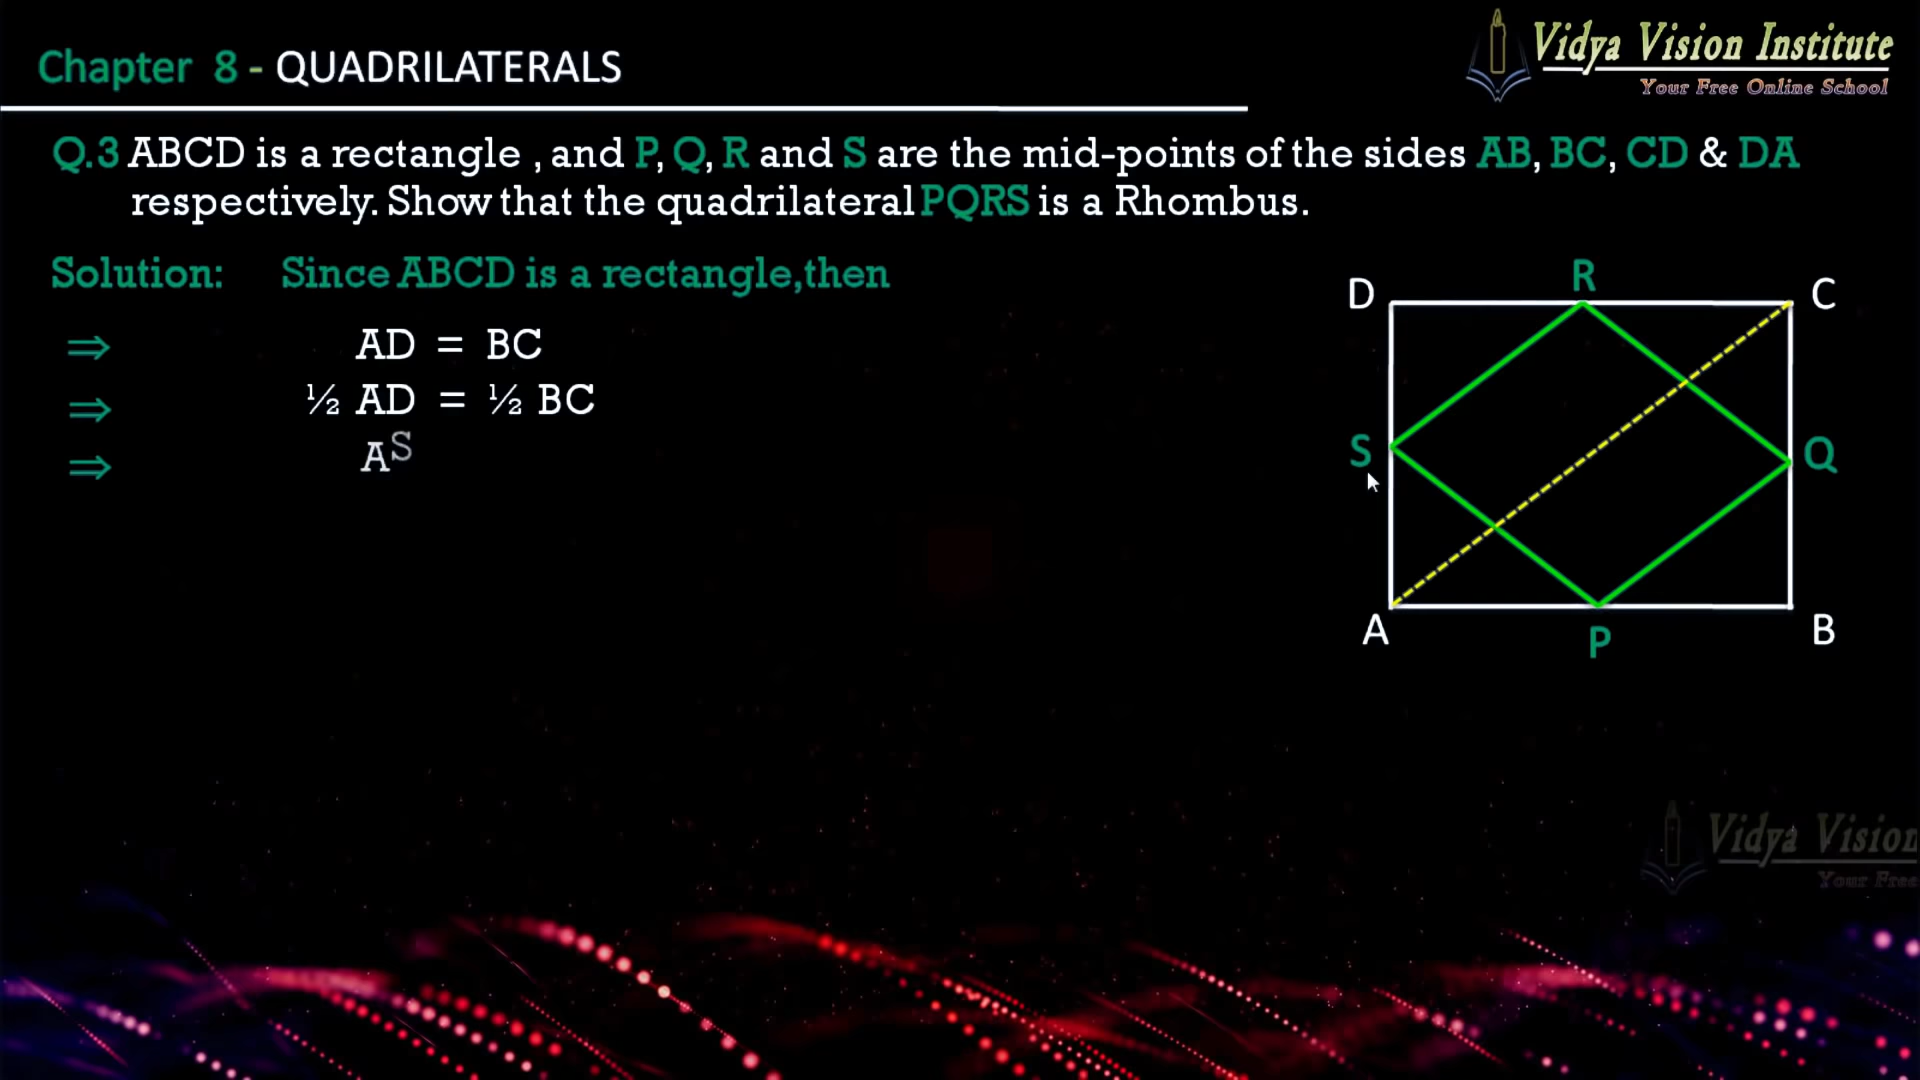 Chapter 8 - QUADRILATERALS
Vidya Vision Institute
Your Free Online School
Q.3 ABCD is a rectangle , and P, Q, R and S are the mid-points of the sides AB, BC, CD & DA
respectively. Show that the quadrilateral PQRS is a Rhombus.
Solution: Since ABCD is a rectangle,then
⇒ AD = BC
⇒ ½ AD = ½ BC
⇒ AS
D R C
S Q
A P B
Vidya Vision
Your Free